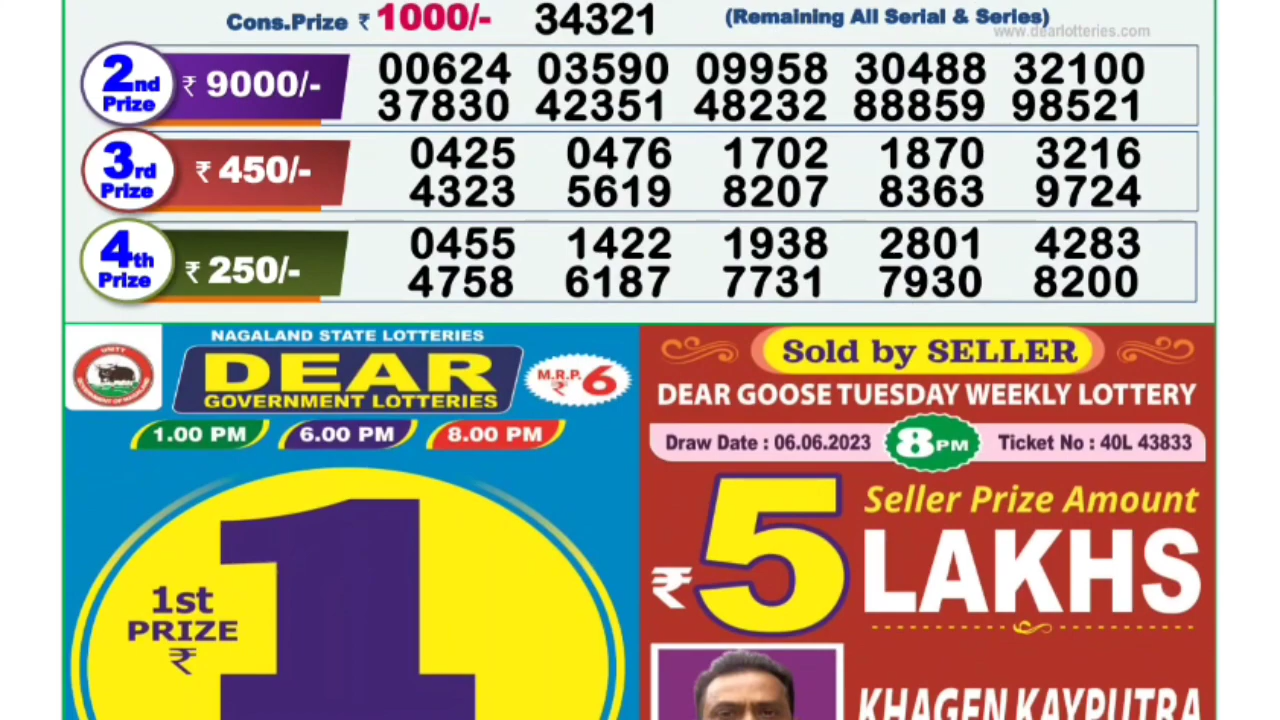 Cons.Prize ₹ 1000/- 34321 (Remaining All Serial & Series)
www.dearlotteries.com
2nd Prize ₹ 9000/- 00624 03590 09958 30488 32100
37830 42351 48232 88859 98521
3rd Prize ₹ 450/- 0425 0476 1702 1870 3216
4323 5619 8207 8363 9724
4th Prize ₹ 250/- 0455 1422 1938 2801 4283
4758 6187 7731 7930 8200
NAGALAND STATE LOTTERIES
DEAR
GOVERNMENT LOTTERIES
M.R.P. ₹ 6
1.00 PM 6.00 PM 8.00 PM
1st
PRIZE
₹
1
Sold by SELLER
DEAR GOOSE TUESDAY WEEKLY LOTTERY
Draw Date : 06.06.2023 8PM Ticket No : 40L 43833
Seller Prize Amount
₹5 LAKHS
KHAGEN KAYPUTRA